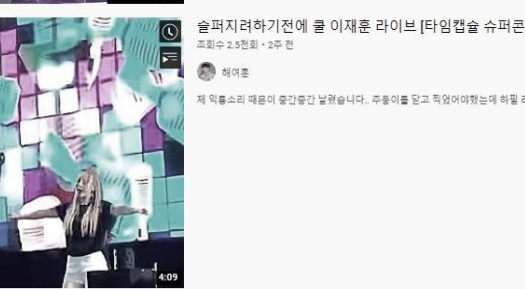 슬퍼지려하기전에 쿨 이재훈 라이브 [타임캡슐 슈퍼콘
조회수 2.5천회 • 2주 전
해여훈
제 익룡소리 때문이 중간중간 날렸습니다.. 주둥이를 닫고 찍었어야했는데 하필
4:09